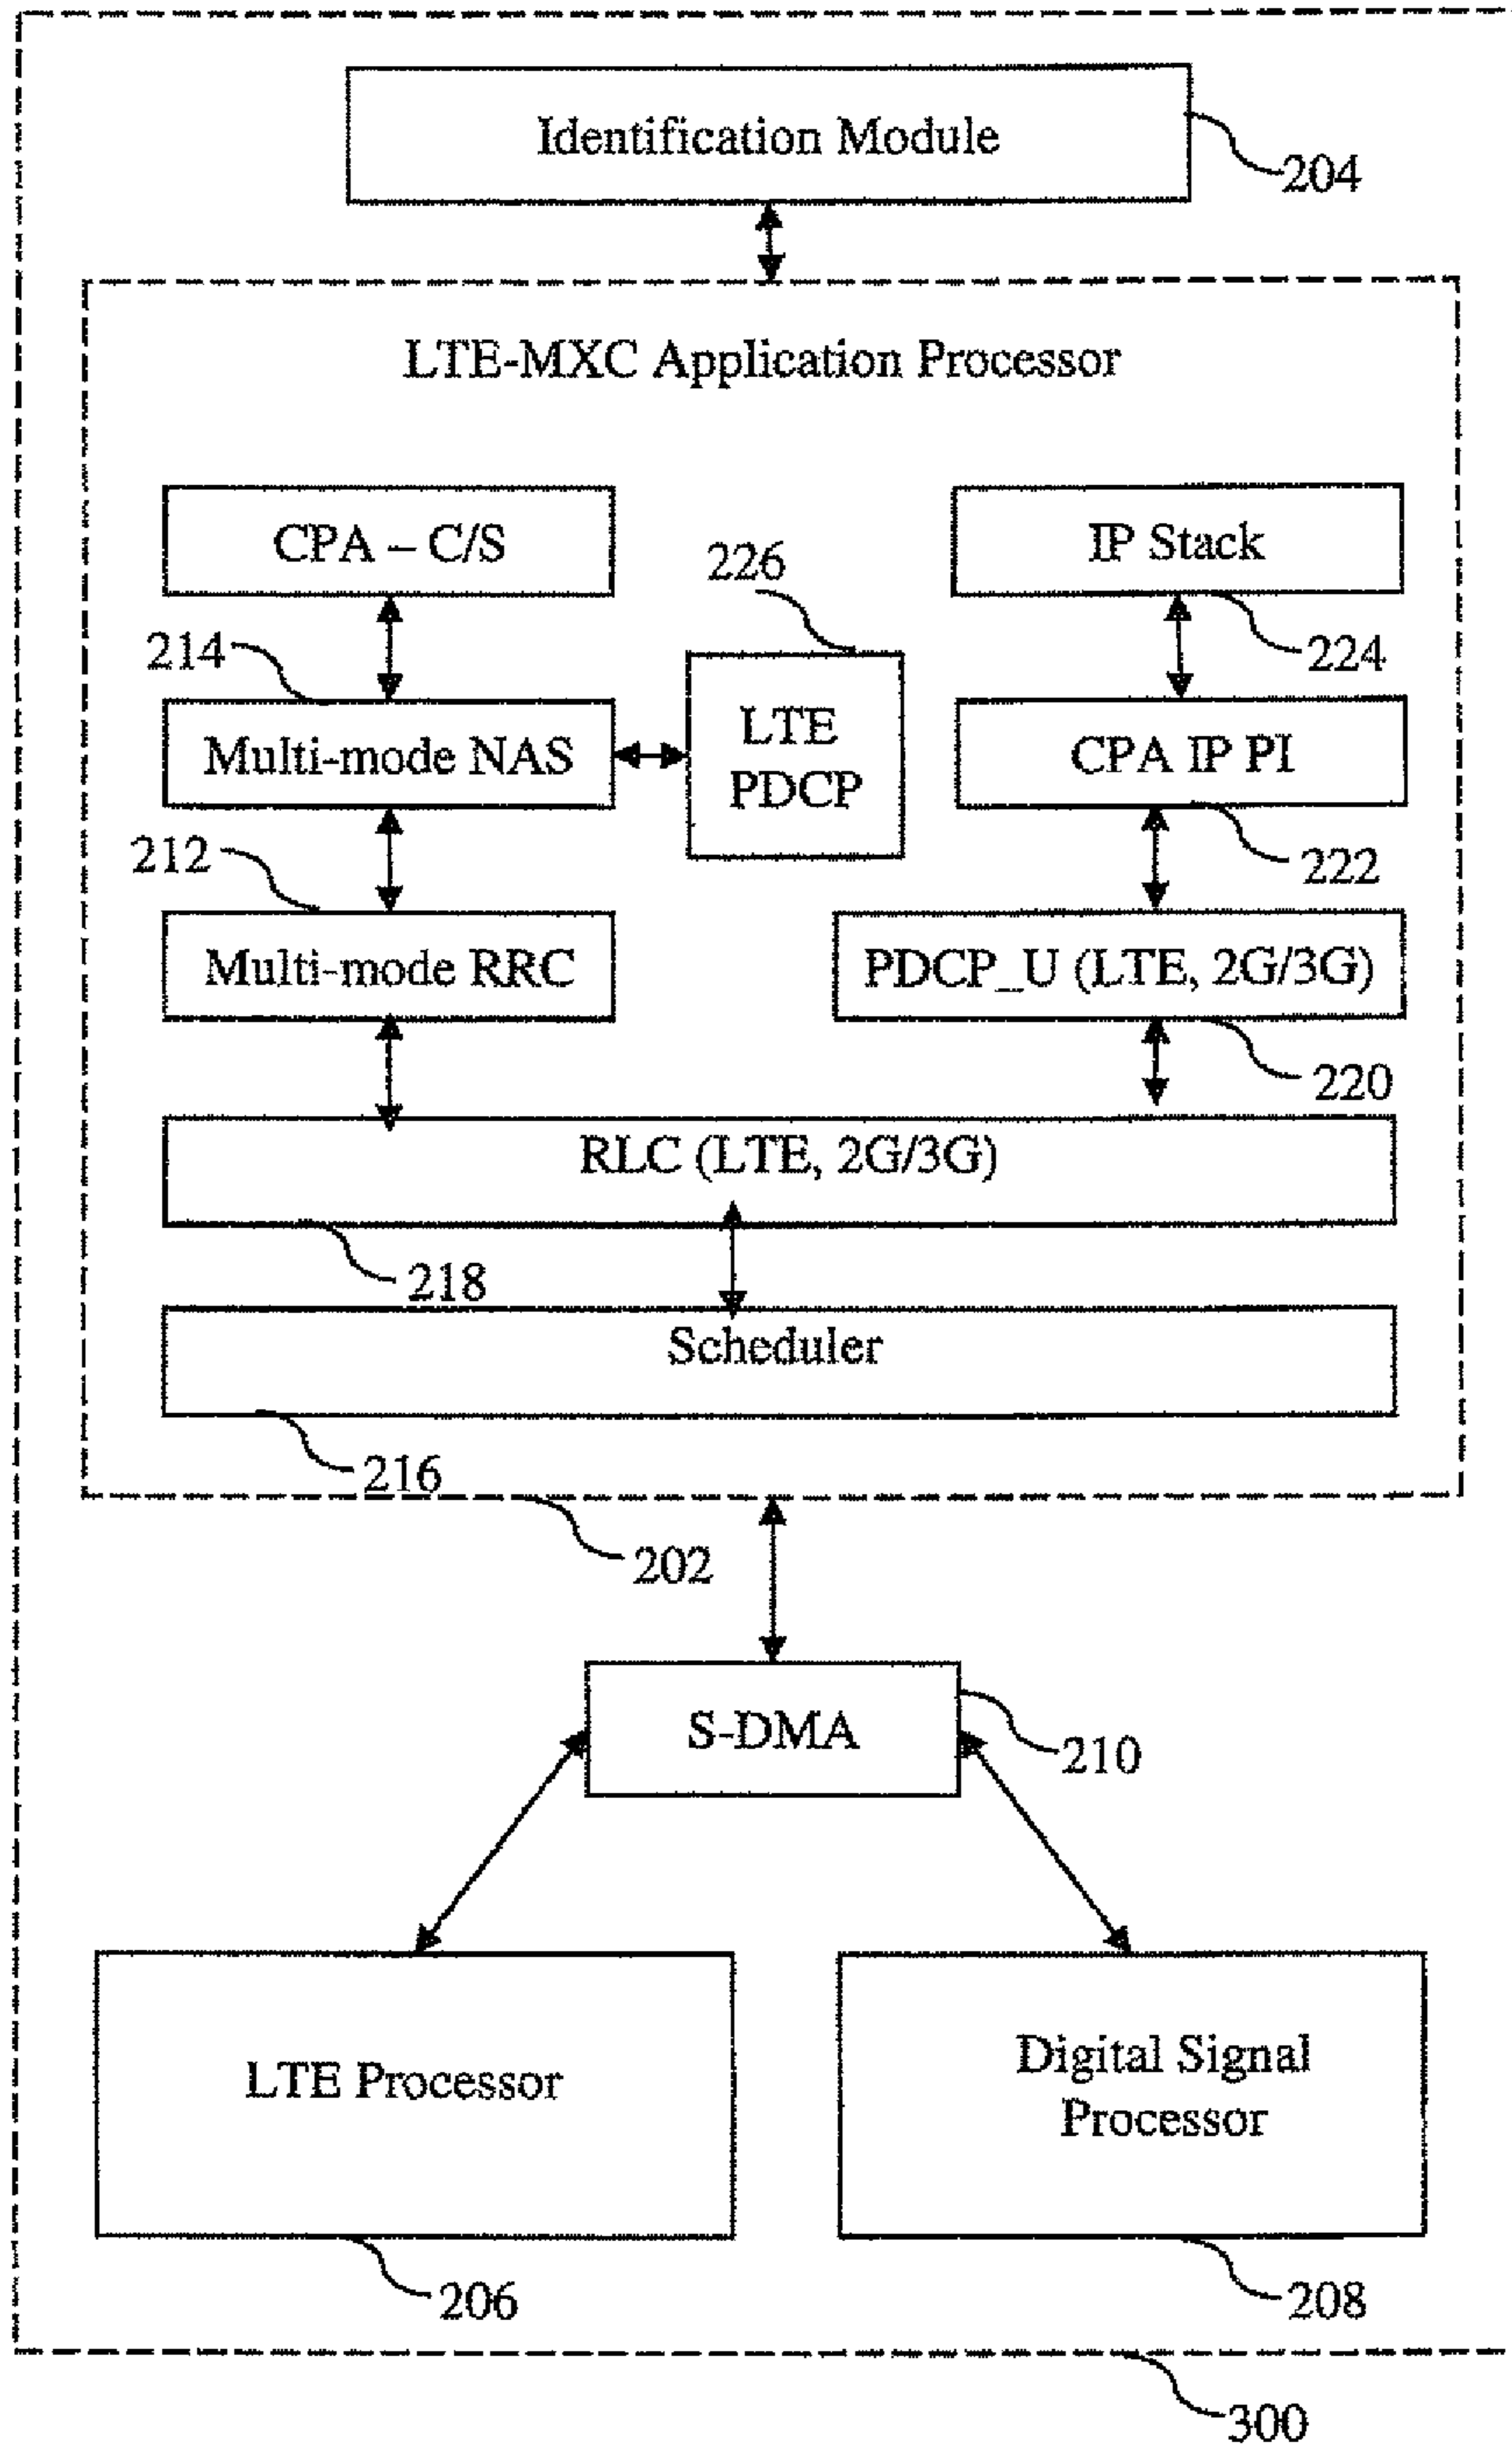 Identification Module
204
LTE-MXC Application Processor
CPA – C/S
IP Stack
226
214
224
Multi-mode NAS
LTE
PDCP
CPA IP PI
212
222
Multi-mode RRC
PDCP_U (LTE, 2G/3G)
220
RLC (LTE, 2G/3G)
218
Scheduler
216
202
S-DMA
210
LTE Processor
Digital Signal
Processor
206
208
300